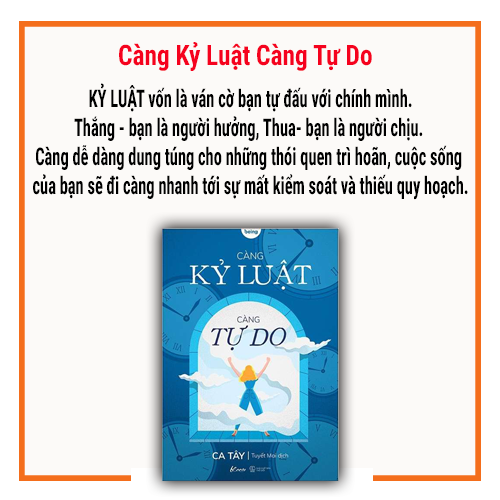 Càng Kỷ Luật Càng Tự Do
KỶ LUẬT vốn là ván cờ bạn tự đấu với chính mình.
Thắng - bạn là người hưởng, Thua- bạn là người chịu.
Càng dễ dàng dung túng cho những thói quen trì hoãn, cuộc sống
của bạn sẽ đi càng nhanh tới sự mất kiểm soát và thiếu quy hoạch.
being
CÀNG
KỶ LUẬT
CÀNG
TỰ DO
CA TÂY | Tuyết Mai dịch